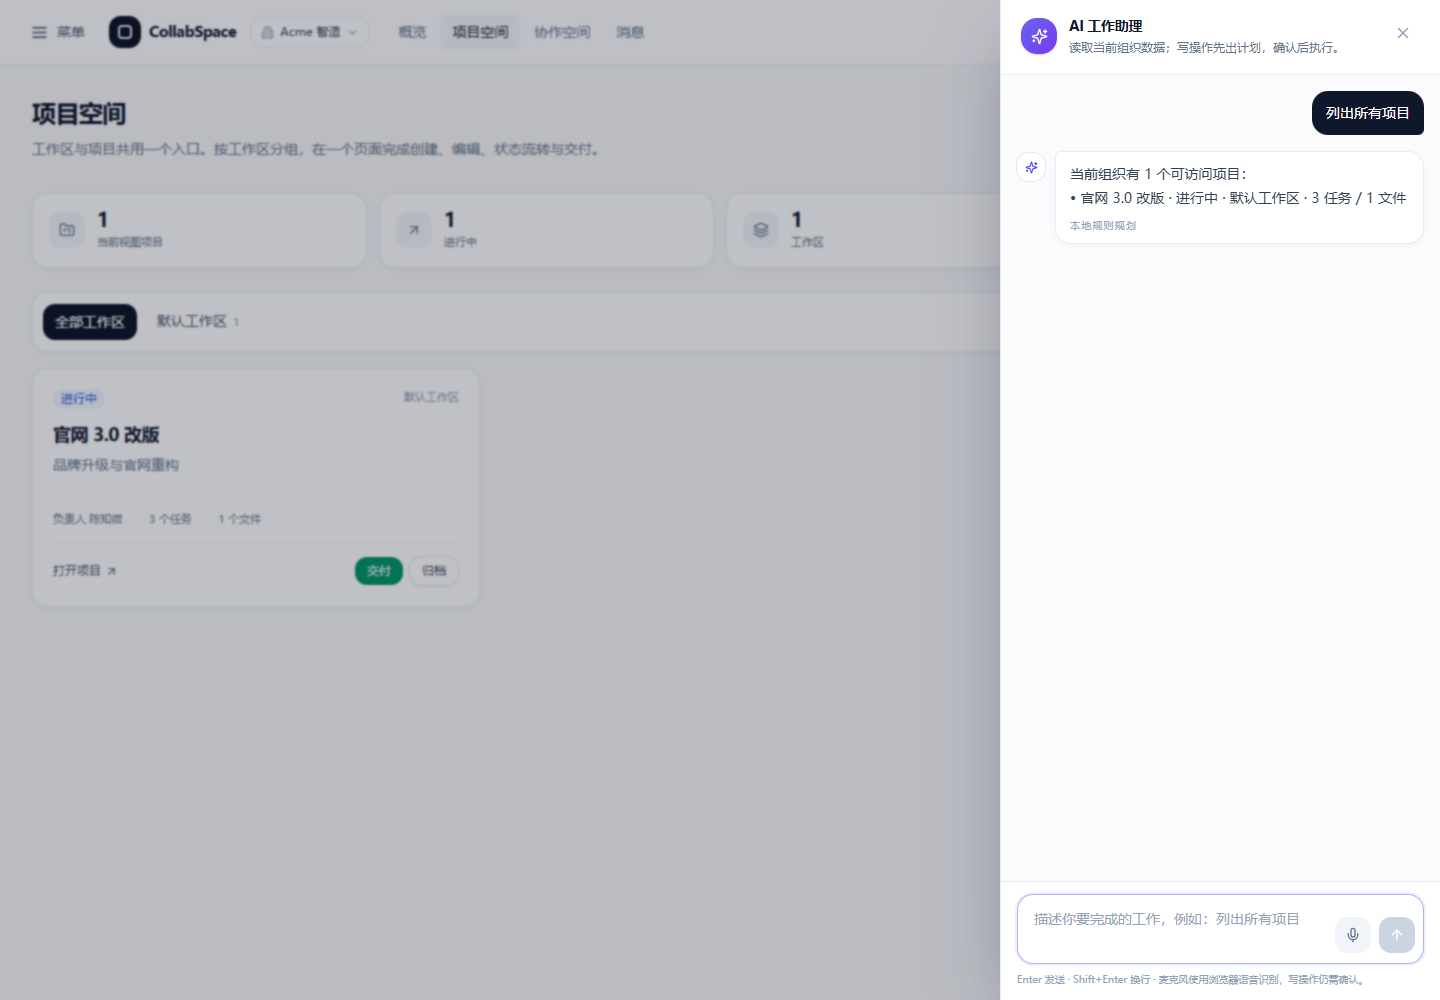 菜单
CollabSpace
Acme 智造
概览
项目空间
协作空间
消息
项目空间
工作区与项目共用一个入口。按工作区分组，在一个页面完成创建、编辑、状态流转与交付。
1
当前视图项目
1
进行中
1
工作区
全部工作区
默认工作区 1
进行中
默认工作区
官网 3.0 改版
品牌升级与官网重构
负责人 陈知微 · 3 个任务 · 1 个文件
打开项目
交付
归档
AI 工作助理
读取当前组织数据；写操作先出计划，确认后执行。
列出所有项目
当前组织有 1 个可访问项目：
• 官网 3.0 改版 · 进行中 · 默认工作区 · 3 任务 / 1 文件
本地规则规划
描述你要完成的工作，例如：列出所有项目
Enter 发送 · Shift+Enter 换行 · 麦克风使用浏览器语音识别，写操作仍需确认。